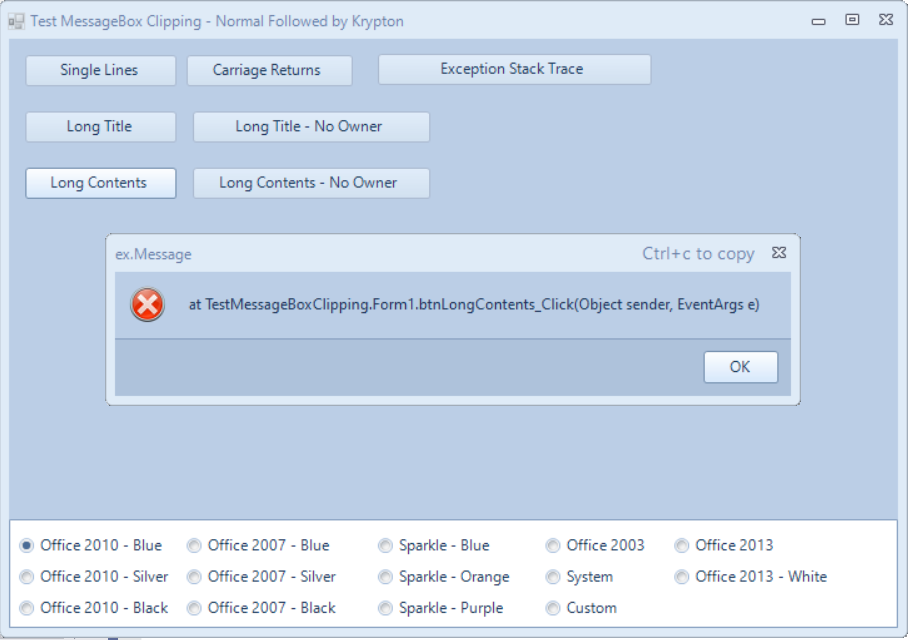 Test MessageBox Clipping - Normal Followed by Krypton
Single Lines Carriage Returns Exception Stack Trace
Long Title Long Title - No Owner
Long Contents Long Contents - No Owner
ex.Message Ctrl+c to copy
at TestMessageBoxClipping.Form1.btnLongContents_Click(Object sender, EventArgs e)
OK
Office 2010 - Blue Office 2007 - Blue Sparkle - Blue Office 2003 Office 2013
Office 2010 - Silver Office 2007 - Silver Sparkle - Orange System Office 2013 - White
Office 2010 - Black Office 2007 - Black Sparkle - Purple Custom